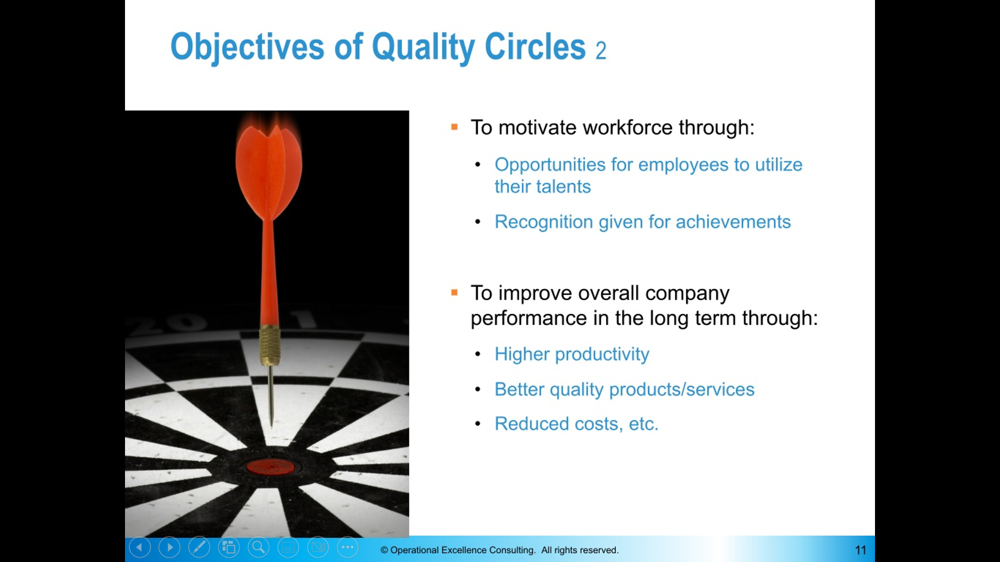 Objectives of Quality Circles 2
To motivate workforce through:
Opportunities for employees to utilize
their talents
Recognition given for achievements
To improve overall company
performance in the long term through:
Higher productivity
Better quality products/services
Reduced costs, etc.
20 1
© Operational Excellence Consulting. All rights reserved.
11